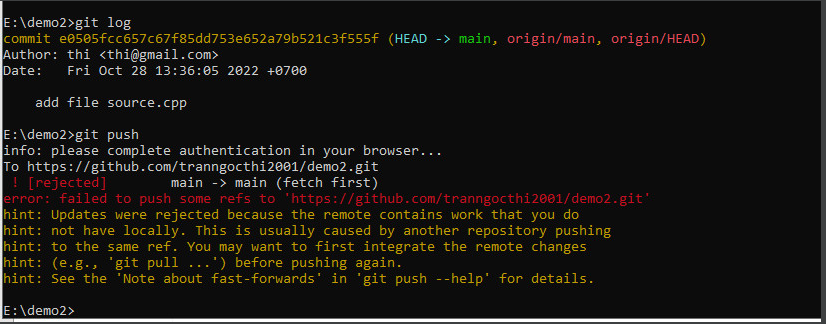 E:\demo2>git log
commit e0505fcc657c67f85dd753e652a79b521c3f555f (HEAD -> main, origin/main, origin/HEAD)
Author: thi <thi@gmail.com>
Date:   Fri Oct 28 13:36:05 2022 +0700
    add file source.cpp
E:\demo2>git push
info: please complete authentication in your browser...
To https://github.com/tranngocthi2001/demo2.git
 ! [rejected]        main -> main (fetch first)
error: failed to push some refs to 'https://github.com/tranngocthi2001/demo2.git'
hint: Updates were rejected because the remote contains work that you do
hint: not have locally. This is usually caused by another repository pushing
hint: to the same ref. You may want to first integrate the remote changes
hint: (e.g., 'git pull ...') before pushing again.
hint: See the 'Note about fast-forwards' in 'git push --help' for details.
E:\demo2>